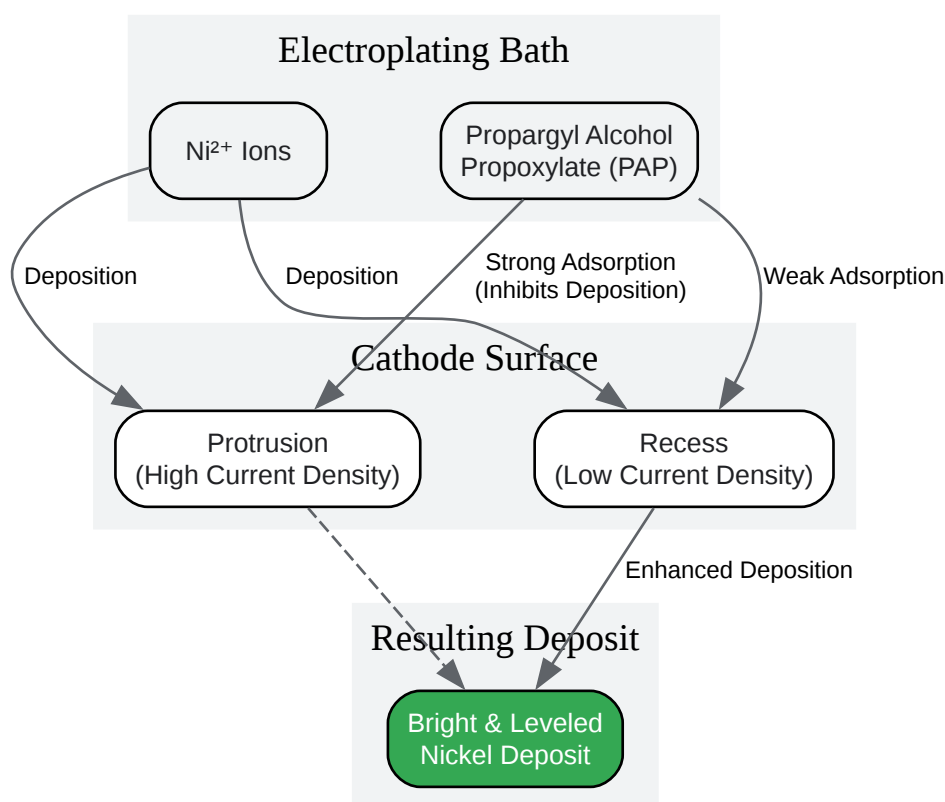 Electroplating Bath
Ni²⁺ Ions
Propargyl Alcohol
Propoxylate (PAP)
Deposition
Deposition
Strong Adsorption
(Inhibits Deposition)
Weak Adsorption
Cathode Surface
Protrusion
(High Current Density)
Recess
(Low Current Density)
Enhanced Deposition
Resulting Deposit
Bright & Leveled
Nickel Deposit